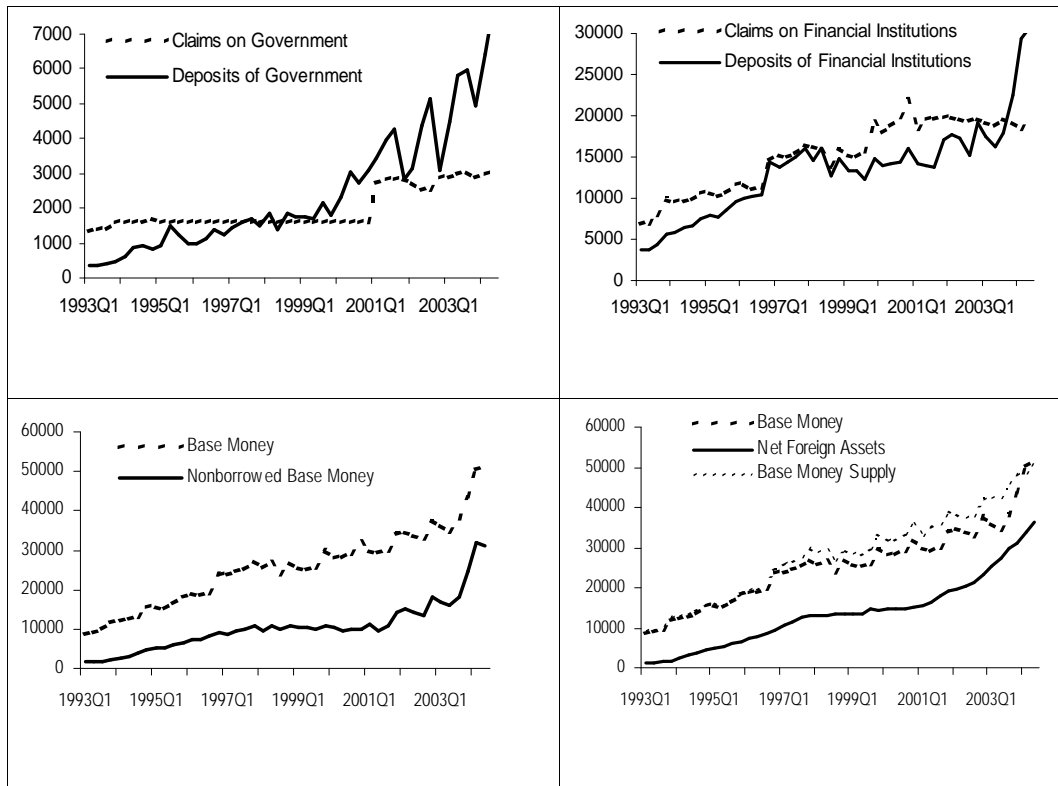 Claims on Government
Deposits of Government
7000
6000
5000
4000
3000
2000
1000
0
1993Q1 1995Q1 1997Q1 1999Q1 2001Q1 2003Q1
Claims on Financial Institutions
Deposits of Financial Institutions
30000
25000
20000
15000
10000
5000
0
1993Q1 1995Q1 1997Q1 1999Q1 2001Q1 2003Q1
Base Money
Nonborrowed Base Money
60000
50000
40000
30000
20000
10000
0
1993Q1 1995Q1 1997Q1 1999Q1 2001Q1 2003Q1
Base Money
Net Foreign Assets
Base Money Supply
60000
50000
40000
30000
20000
10000
0
1993Q1 1995Q1 1997Q1 1999Q1 2001Q1 2003Q1